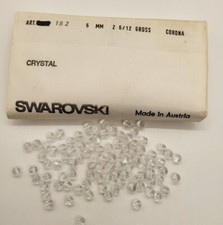 ART. 182 6 MM 2 6/12 GROSS CORONA
CRYSTAL
SWAROVSKI Made In Austria